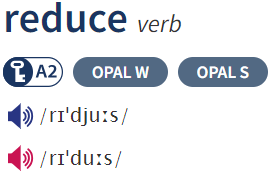 reduce verb
A2 OPAL W OPAL S
/rɪˈdjuːs/
/rɪˈduːs/